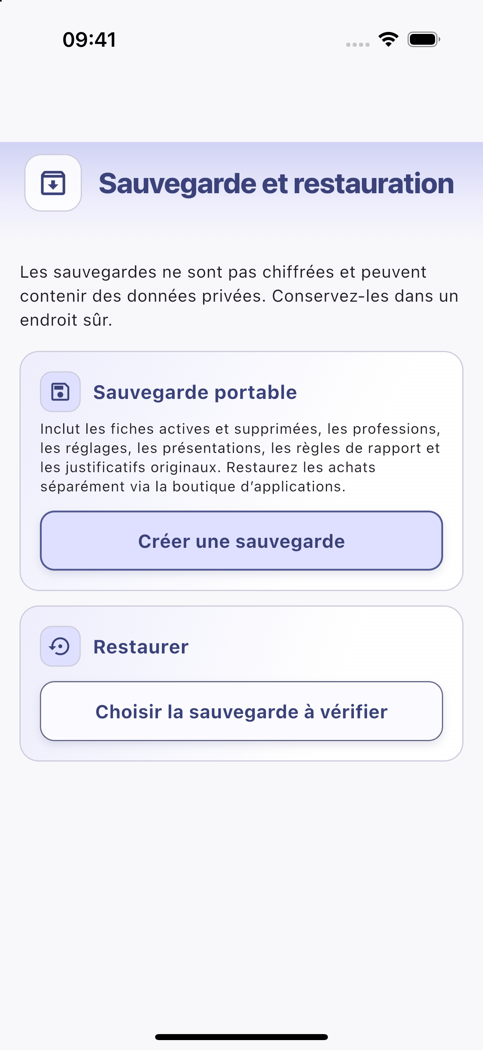 09:41
Sauvegarde et restauration
Les sauvegardes ne sont pas chiffrées et peuvent
contenir des données privées. Conservez-les dans un
endroit sûr.
Sauvegarde portable
Inclut les fiches actives et supprimées, les professions,
les réglages, les présentations, les règles de rapport et
les justificatifs originaux. Restaurez les achats
séparément via la boutique d’applications.
Créer une sauvegarde
Restaurer
Choisir la sauvegarde à vérifier